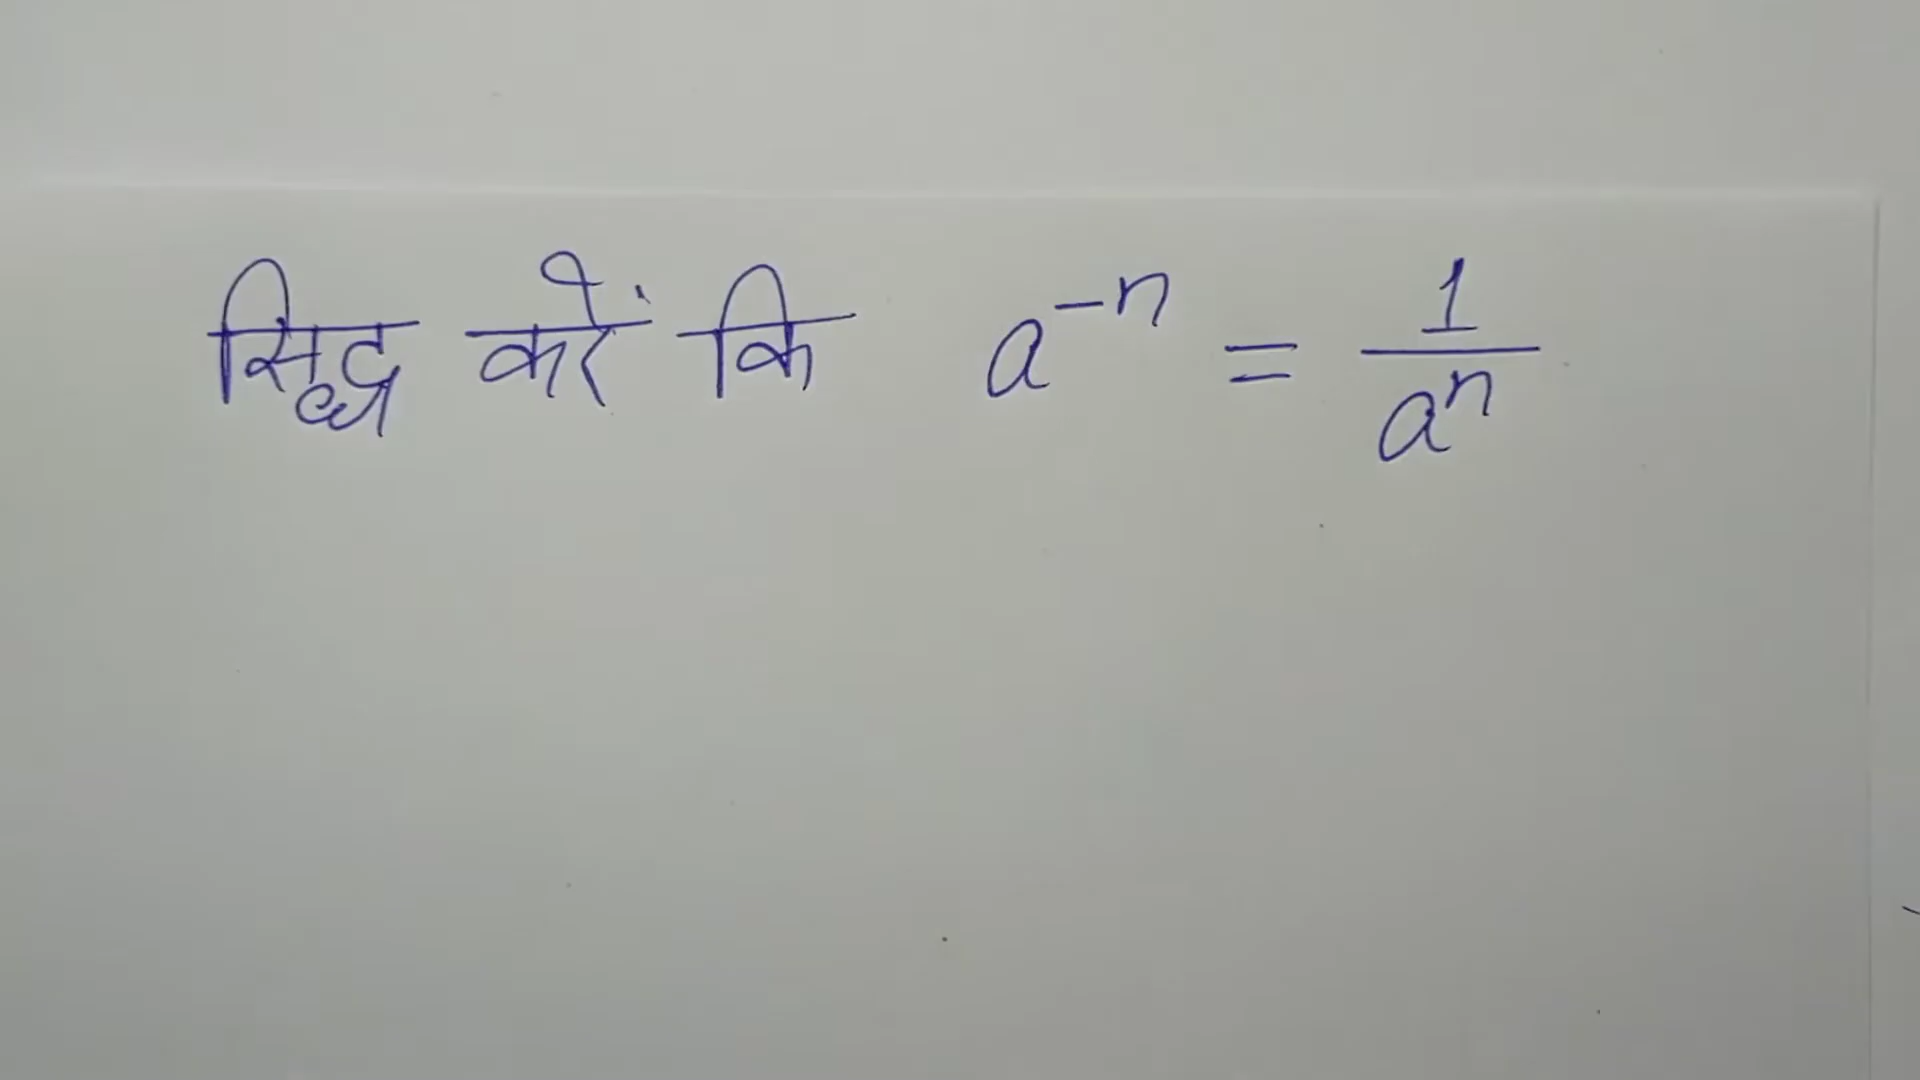 सिद्ध करें कि a⁻ⁿ = 1/aⁿ